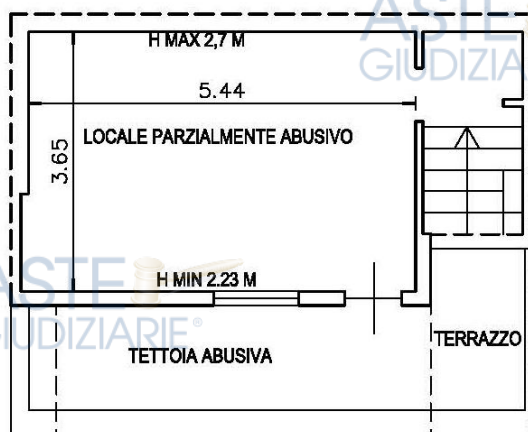 ASTE
GIUDIZIA
H MAX 2,7 M
5.44
LOCALE PARZIALMENTE ABUSIVO
3.65
H MIN 2.23 M
ASTE
GIUDIZIARIE®
TERRAZZO
TETTOIA ABUSIVA